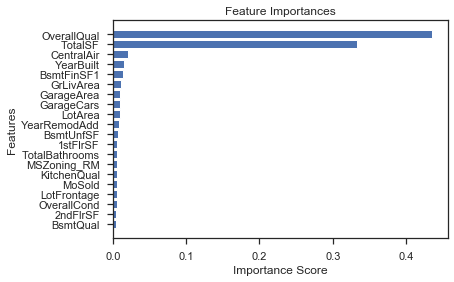 Feature Importances
OverallQual
TotalSF
CentralAir
YearBuilt
BsmtFinSF1
GrLivArea
GarageArea
GarageCars
LotArea
YearRemodAdd
BsmtUnfSF
1stFlrSF
TotalBathrooms
MSZoning_RM
KitchenQual
MoSold
LotFrontage
OverallCond
2ndFlrSF
BsmtQual
Features
0.0 0.1 0.2 0.3 0.4
Importance Score